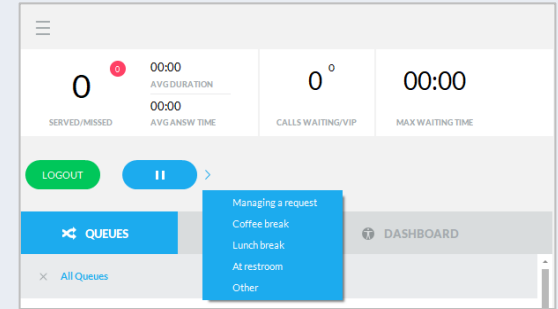 0
0
00:00
AVG DURATION
00:00
AVG ANSW TIME
SERVED/MISSED
0
0
CALLS WAITING/VIP
00:00
MAX WAITING TIME
LOGOUT
Managing a request
Coffee break
Lunch break
At restroom
Other
QUEUES
DASHBOARD
All Queues